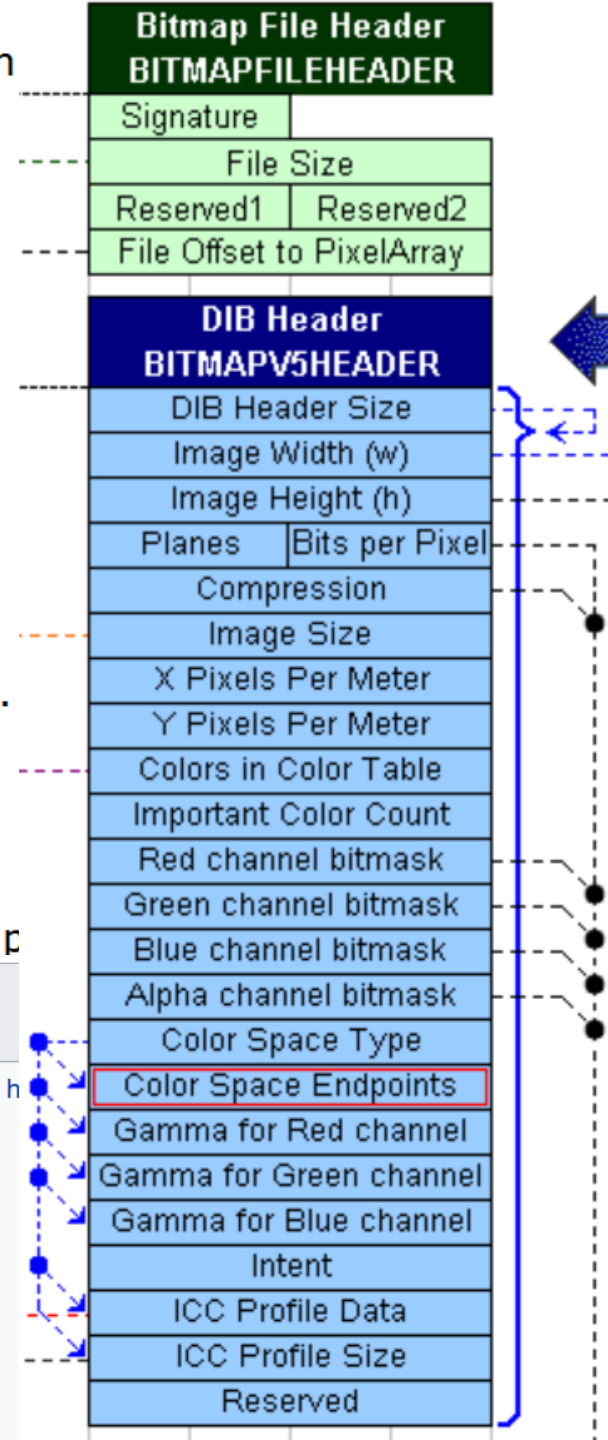 Bitmap File Header
BITMAPFILEHEADER
n
Signature
File Size
Reserved1 Reserved2
File Offset to PixelArray
DIB Header
BITMAPV5HEADER
DIB Header Size
Image Width (w)
Image Height (h)
Planes Bits per Pixel
Compression
Image Size
X Pixels Per Meter
.
Y Pixels Per Meter
Colors in Color Table
Important Color Count
Red channel bitmask
Green channel bitmask
p
Blue channel bitmask
Alpha channel bitmask
Color Space Type
h
Color Space Endpoints
Gamma for Red channel
Gamma for Green channel
Gamma for Blue channel
Intent
ICC Profile Data
ICC Profile Size
Reserved